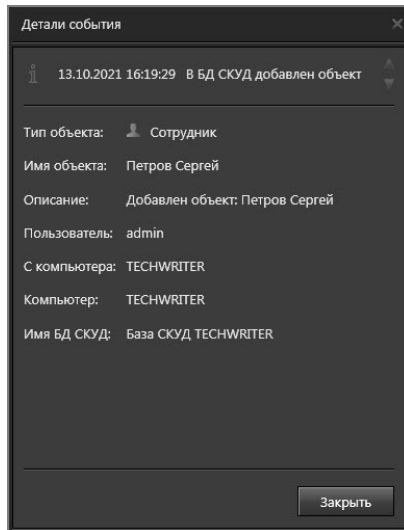 Детали события
13.10.2021 16:19:29 В БД СКУД добавлен объект
Тип объекта: Сотрудник
Имя объекта: Петров Сергей
Описание: Добавлен объект: Петров Сергей
Пользователь: admin
С компьютера: TECHWRITER
Компьютер: TECHWRITER
Имя БД СКУД: База СКУД TECHWRITER
Закрыть